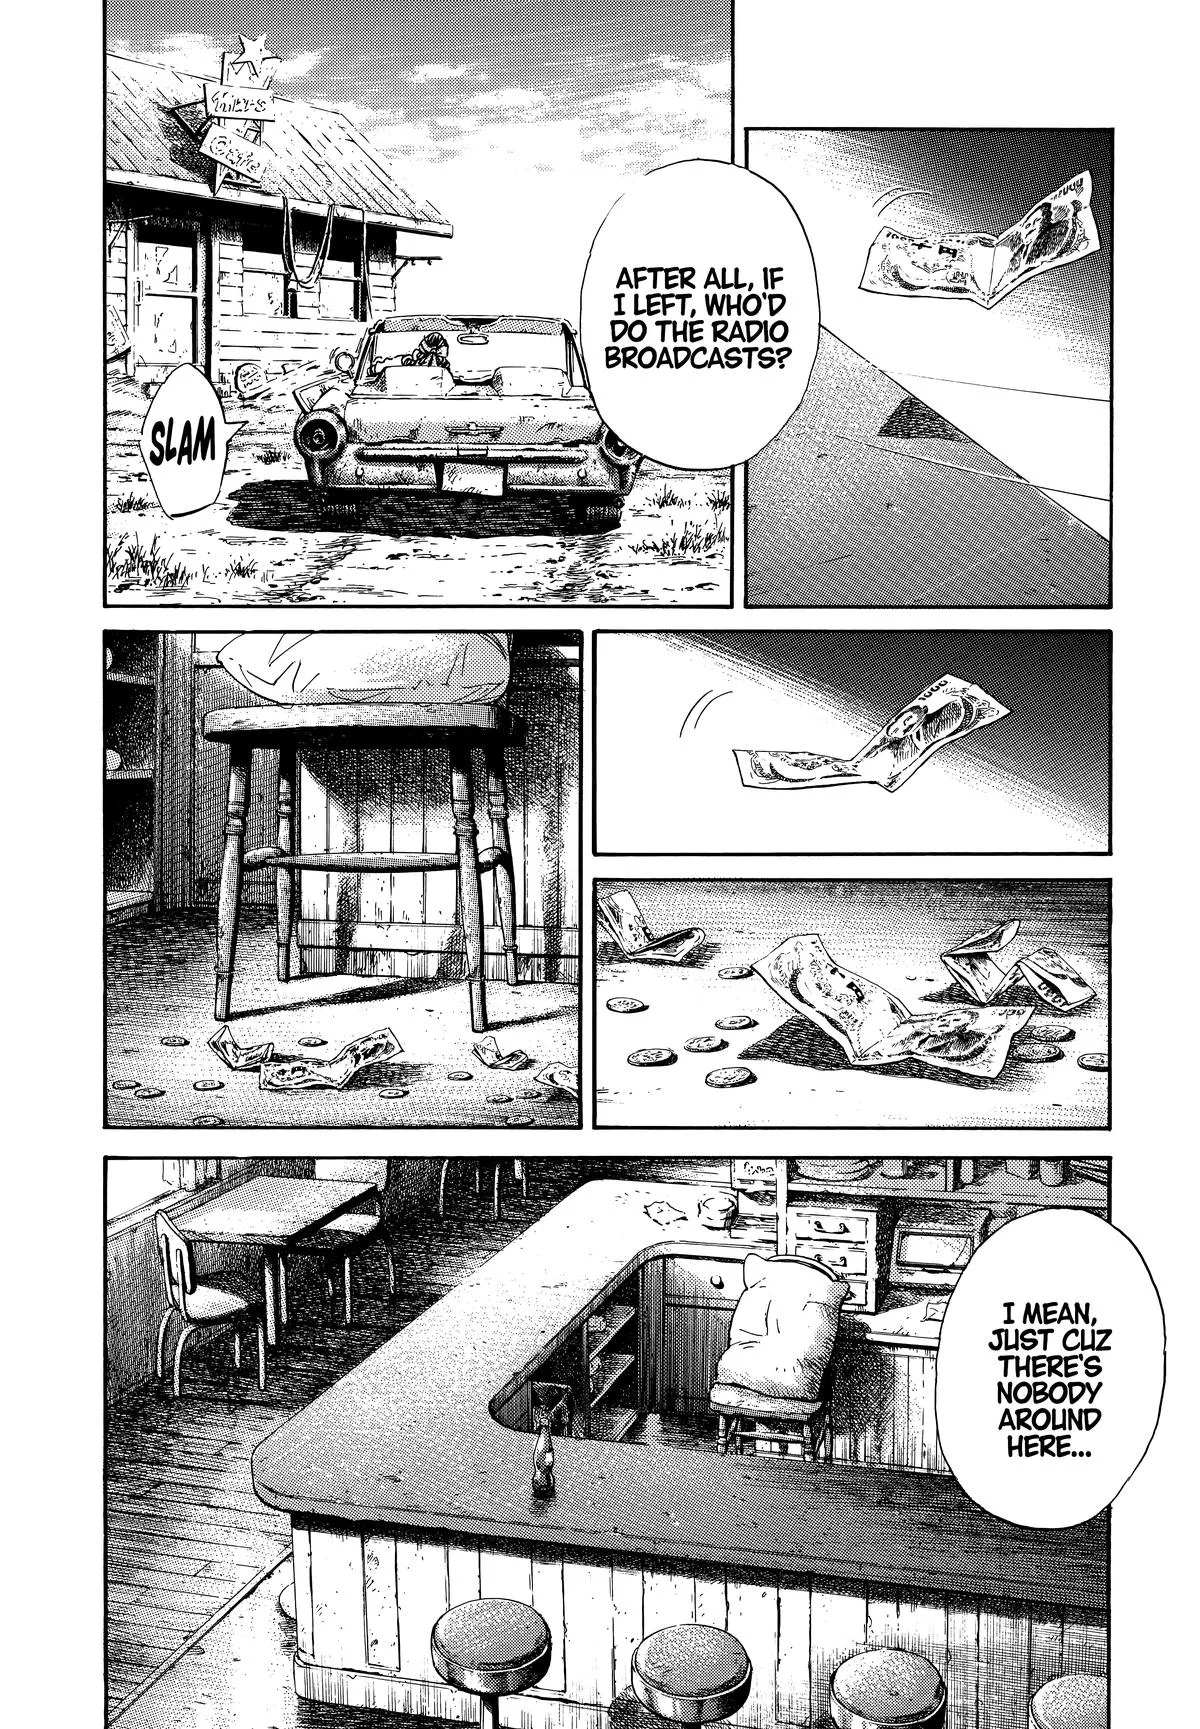 AFTER ALL, IF
I LEFT, WHO'D
DO THE RADIO
BROADCASTS?
SLAM
I MEAN,
JUST CUZ
THERE'S
NOBODY
AROUND
HERE...